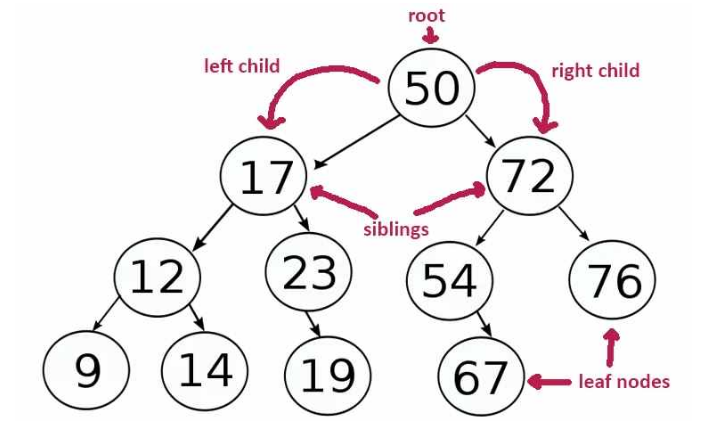 root
left child
50
right child
17
72
siblings
12
23
54
76
9
14
19
67
leaf nodes